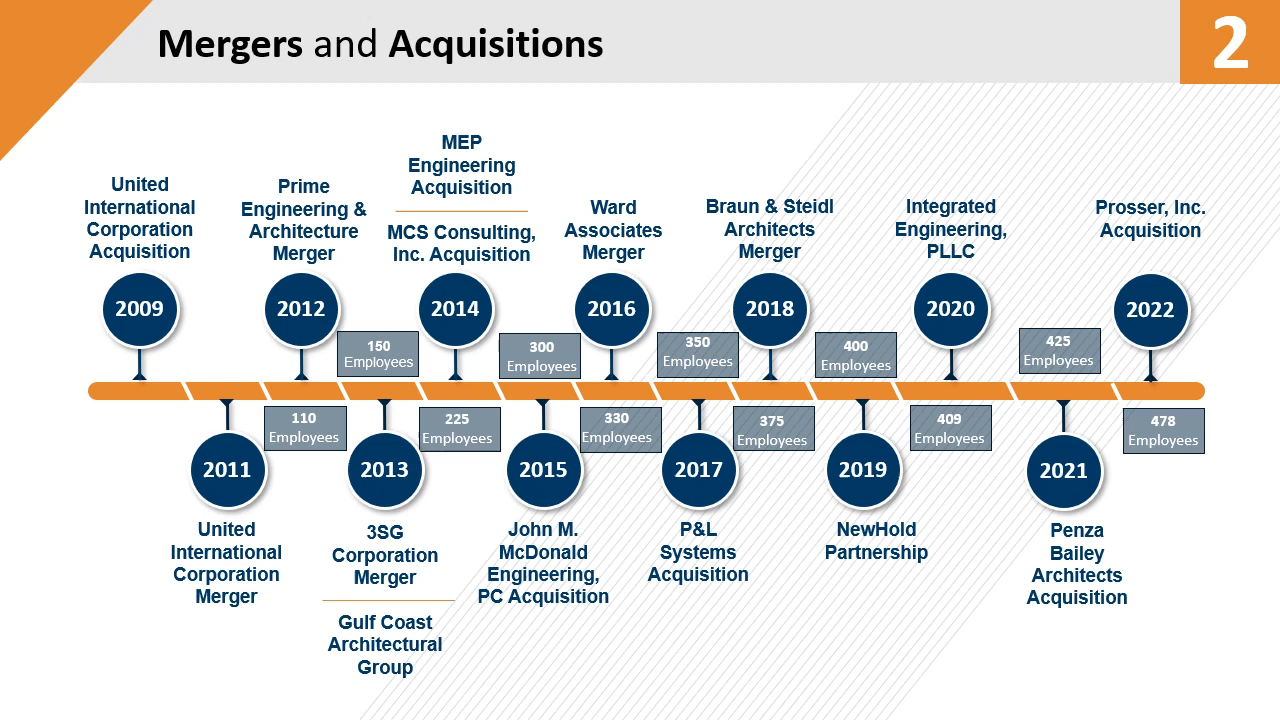 Mergers and Acquisitions
2
United
International
Corporation
Acquisition
2009
Prime
Engineering &
Architecture
Merger
2012
MEP
Engineering
Acquisition
MCS Consulting,
Inc. Acquisition
2014
Ward
Associates
Merger
2016
Braun & Steidl
Architects
Merger
2018
Integrated
Engineering,
PLLC
2020
Prosser, Inc.
Acquisition
2022
150
Employees
300
Employees
350
Employees
400
Employees
425
Employees
110
Employees
225
Employees
330
Employees
375
Employees
409
Employees
478
Employees
2011
United
International
Corporation
Merger
2013
3SG
Corporation
Merger
Gulf Coast
Architectural
Group
2015
John M.
McDonald
Engineering,
PC Acquisition
2017
P&L
Systems
Acquisition
2019
NewHold
Partnership
2021
Penza
Bailey
Architects
Acquisition